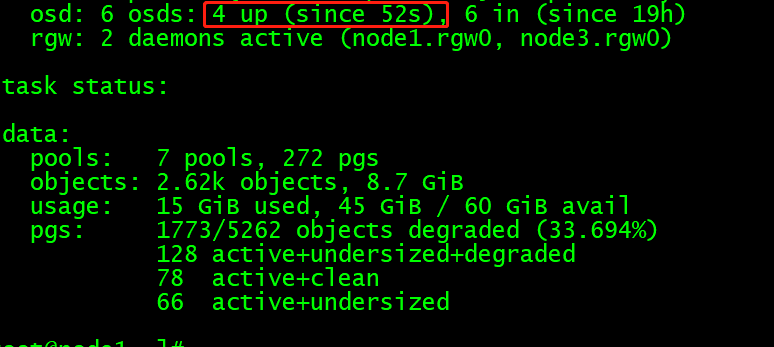 osd: 6 osds: 4 up (since 52s), 6 in (since 19h)
rgw: 2 daemons active (node1.rgw0, node3.rgw0)
task status:
data:
pools: 7 pools, 272 pgs
objects: 2.62k objects, 8.7 GiB
usage: 15 GiB used, 45 GiB / 60 GiB avail
pgs: 1773/5262 objects degraded (33.694%)
128 active+undersized+degraded
78 active+clean
66 active+undersized